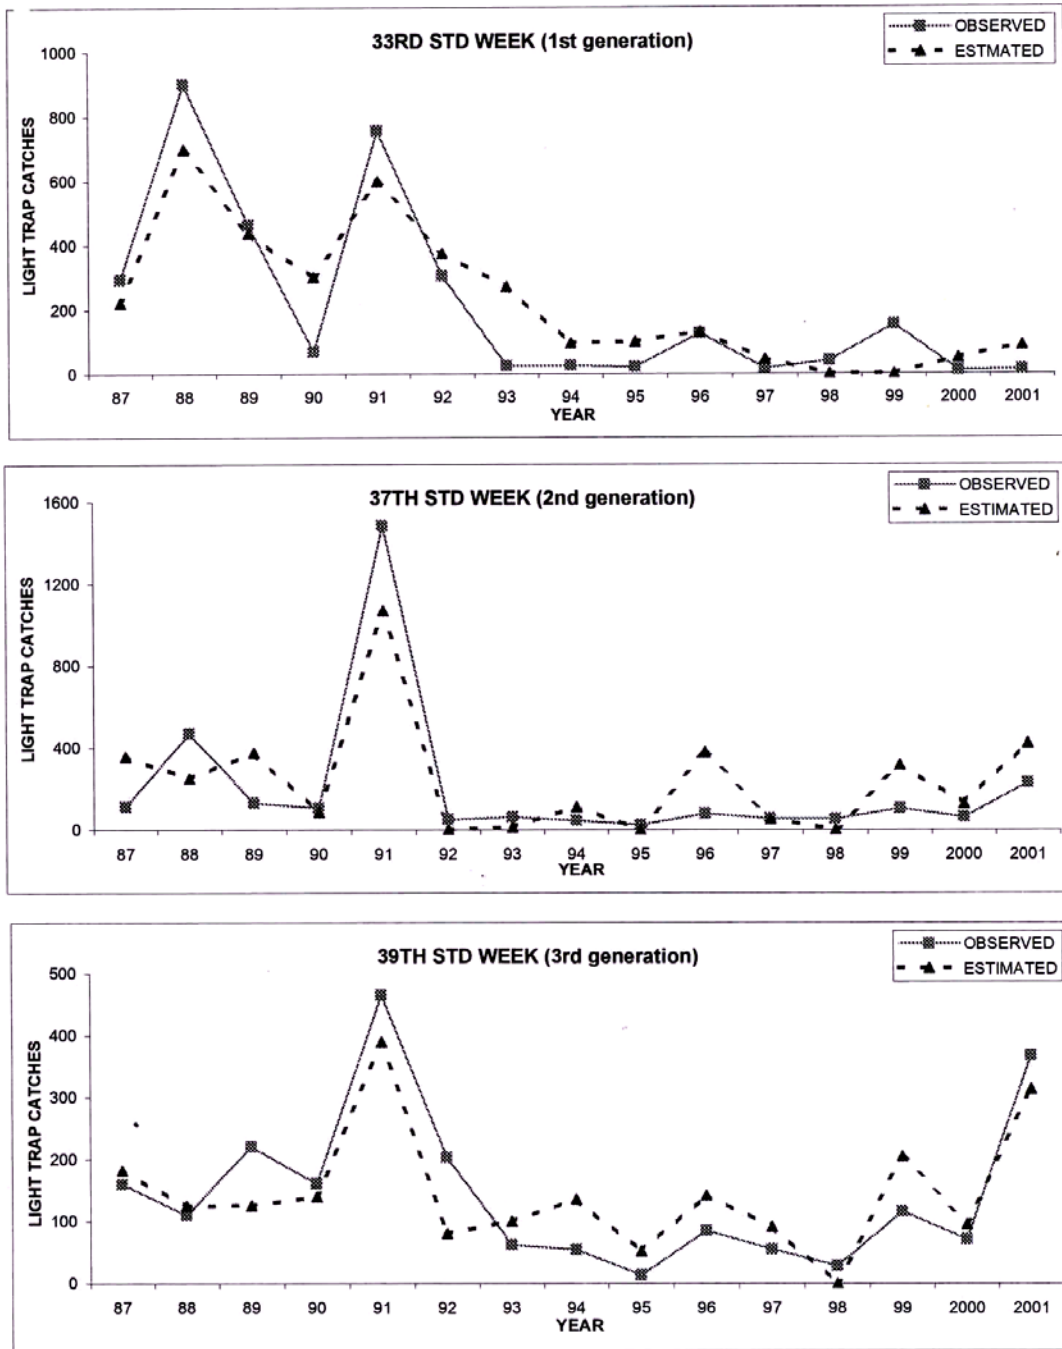 33RD STD WEEK (1st generation)
OBSERVED
ESTMATED
LIGHT TRAP CATCHES
1000
800
600
400
200
0
87 88 89 90 91 92 93 94 95 96 97 98 99 2000 2001
YEAR
37TH STD WEEK (2nd generation)
OBSERVED
ESTIMATED
LIGHT TRAP CATCHES
1600
1200
800
400
0
87 88 89 90 91 92 93 94 95 96 97 98 99 2000 2001
YEAR
39TH STD WEEK (3rd generation)
OBSERVED
ESTIMATED
LIGHT TRAP CATCHES
500
400
300
200
100
0
87 88 89 90 91 92 93 94 95 96 97 98 99 2000 2001
YEAR